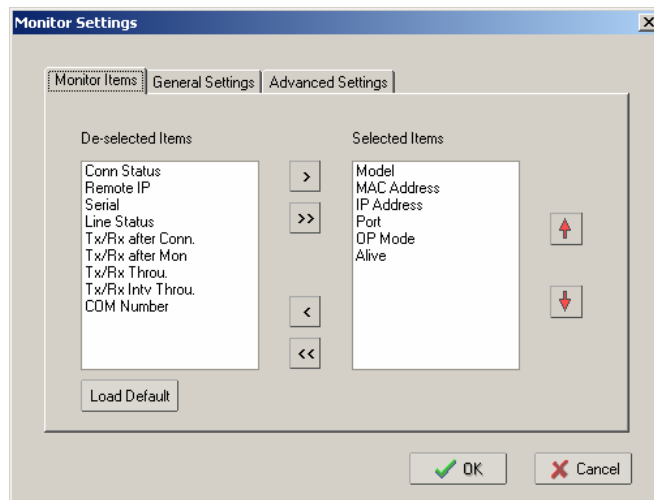 Monitor Settings
Monitor Items
General Settings
Advanced Settings
De-selected Items
Conn Status
Remote IP
Serial
Line Status
Tx/Rx after Conn.
Tx/Rx after Mon
Tx/Rx Throu.
Tx/Rx Intv Throu.
COM Number
>
>>
<
<<
Selected Items
Model
MAC Address
IP Address
Port
OP Mode
Alive
Load Default
OK
Cancel